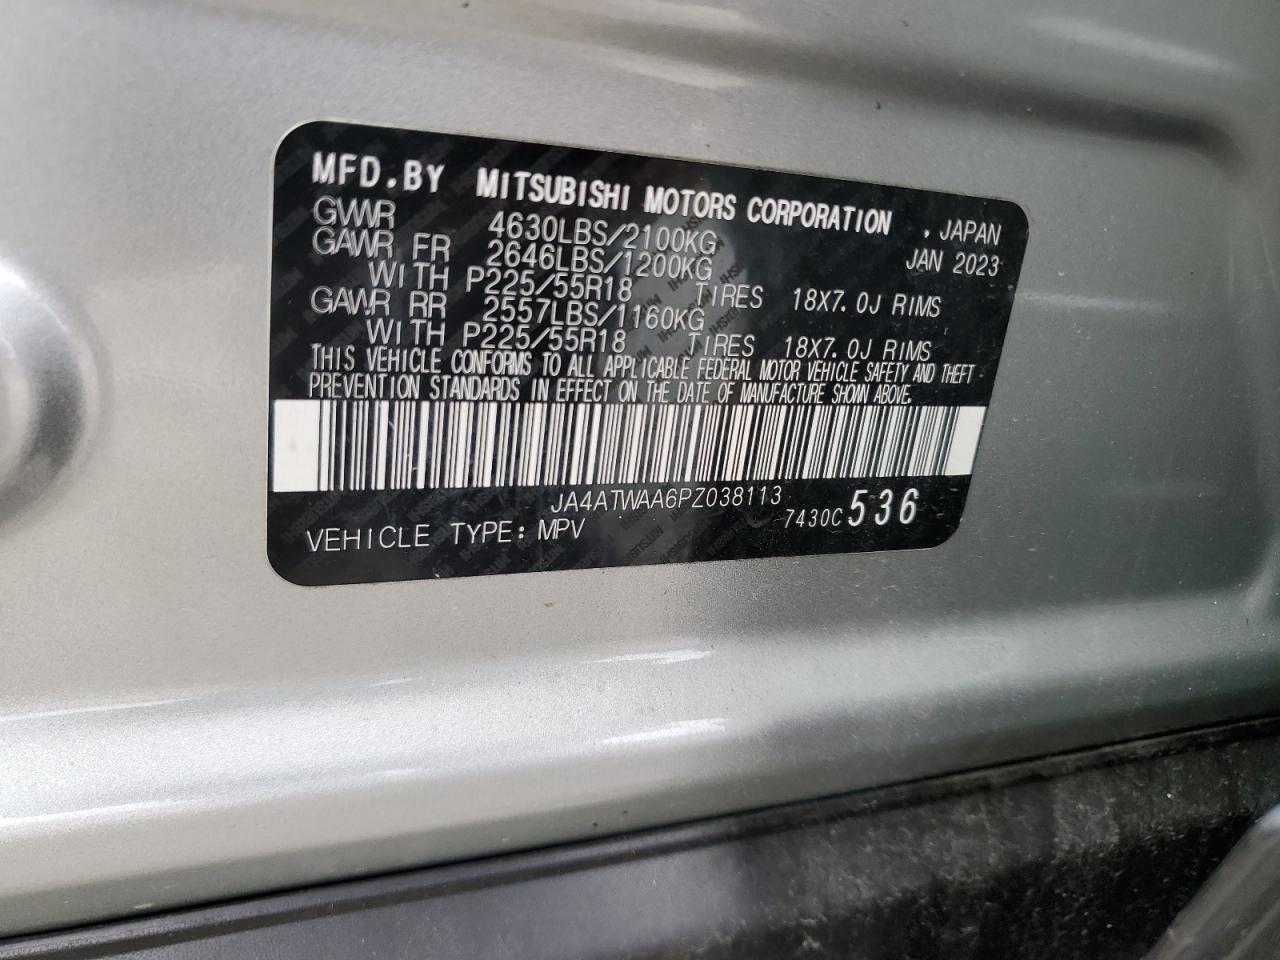 MFD.BY MITSUBISHI MOTORS CORPORATION , JAPAN
GVWR 4630LBS/2100KG JAN 2023
GAWR FR 2646LBS/1200KG
WITH P225/55R18 TIRES 18X7.0J RIMS
GAWR RR 2557LBS/1160KG
WITH P225/55R18 TIRES 18X7.0J RIMS
THIS VEHICLE CONFORMS TO ALL APPLICABLE FEDERAL MOTOR VEHICLE SAFETY AND THEFT
PREVENTION STANDARDS IN EFFECT ON THE DATE OF MANUFACTURE SHOWN ABOVE.
JA4ATWAA6PZ038113
VEHICLE TYPE: MPV 7430C 536